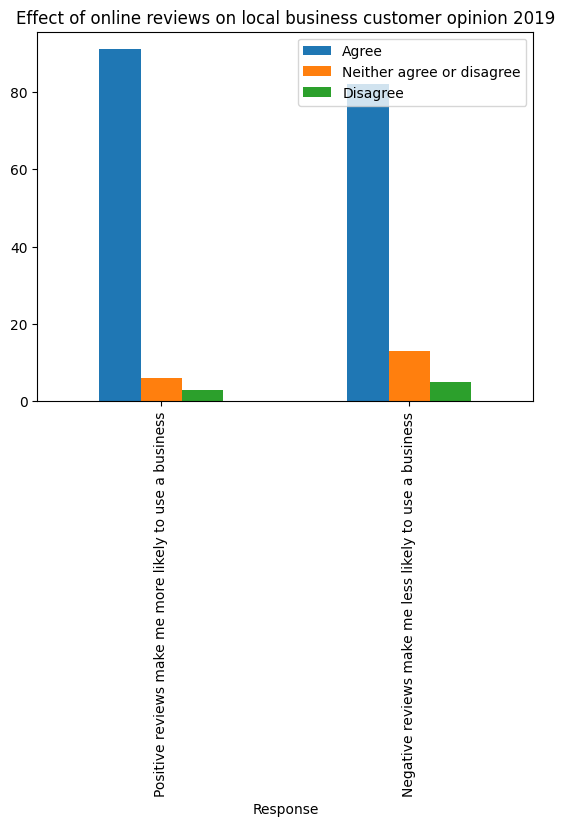 Effect of online reviews on local business customer opinion 2019
Agree
Neither agree or disagree
Disagree
80
60
40
20
0
Positive reviews make me more likely to use a business
Negative reviews make me less likely to use a business
Response